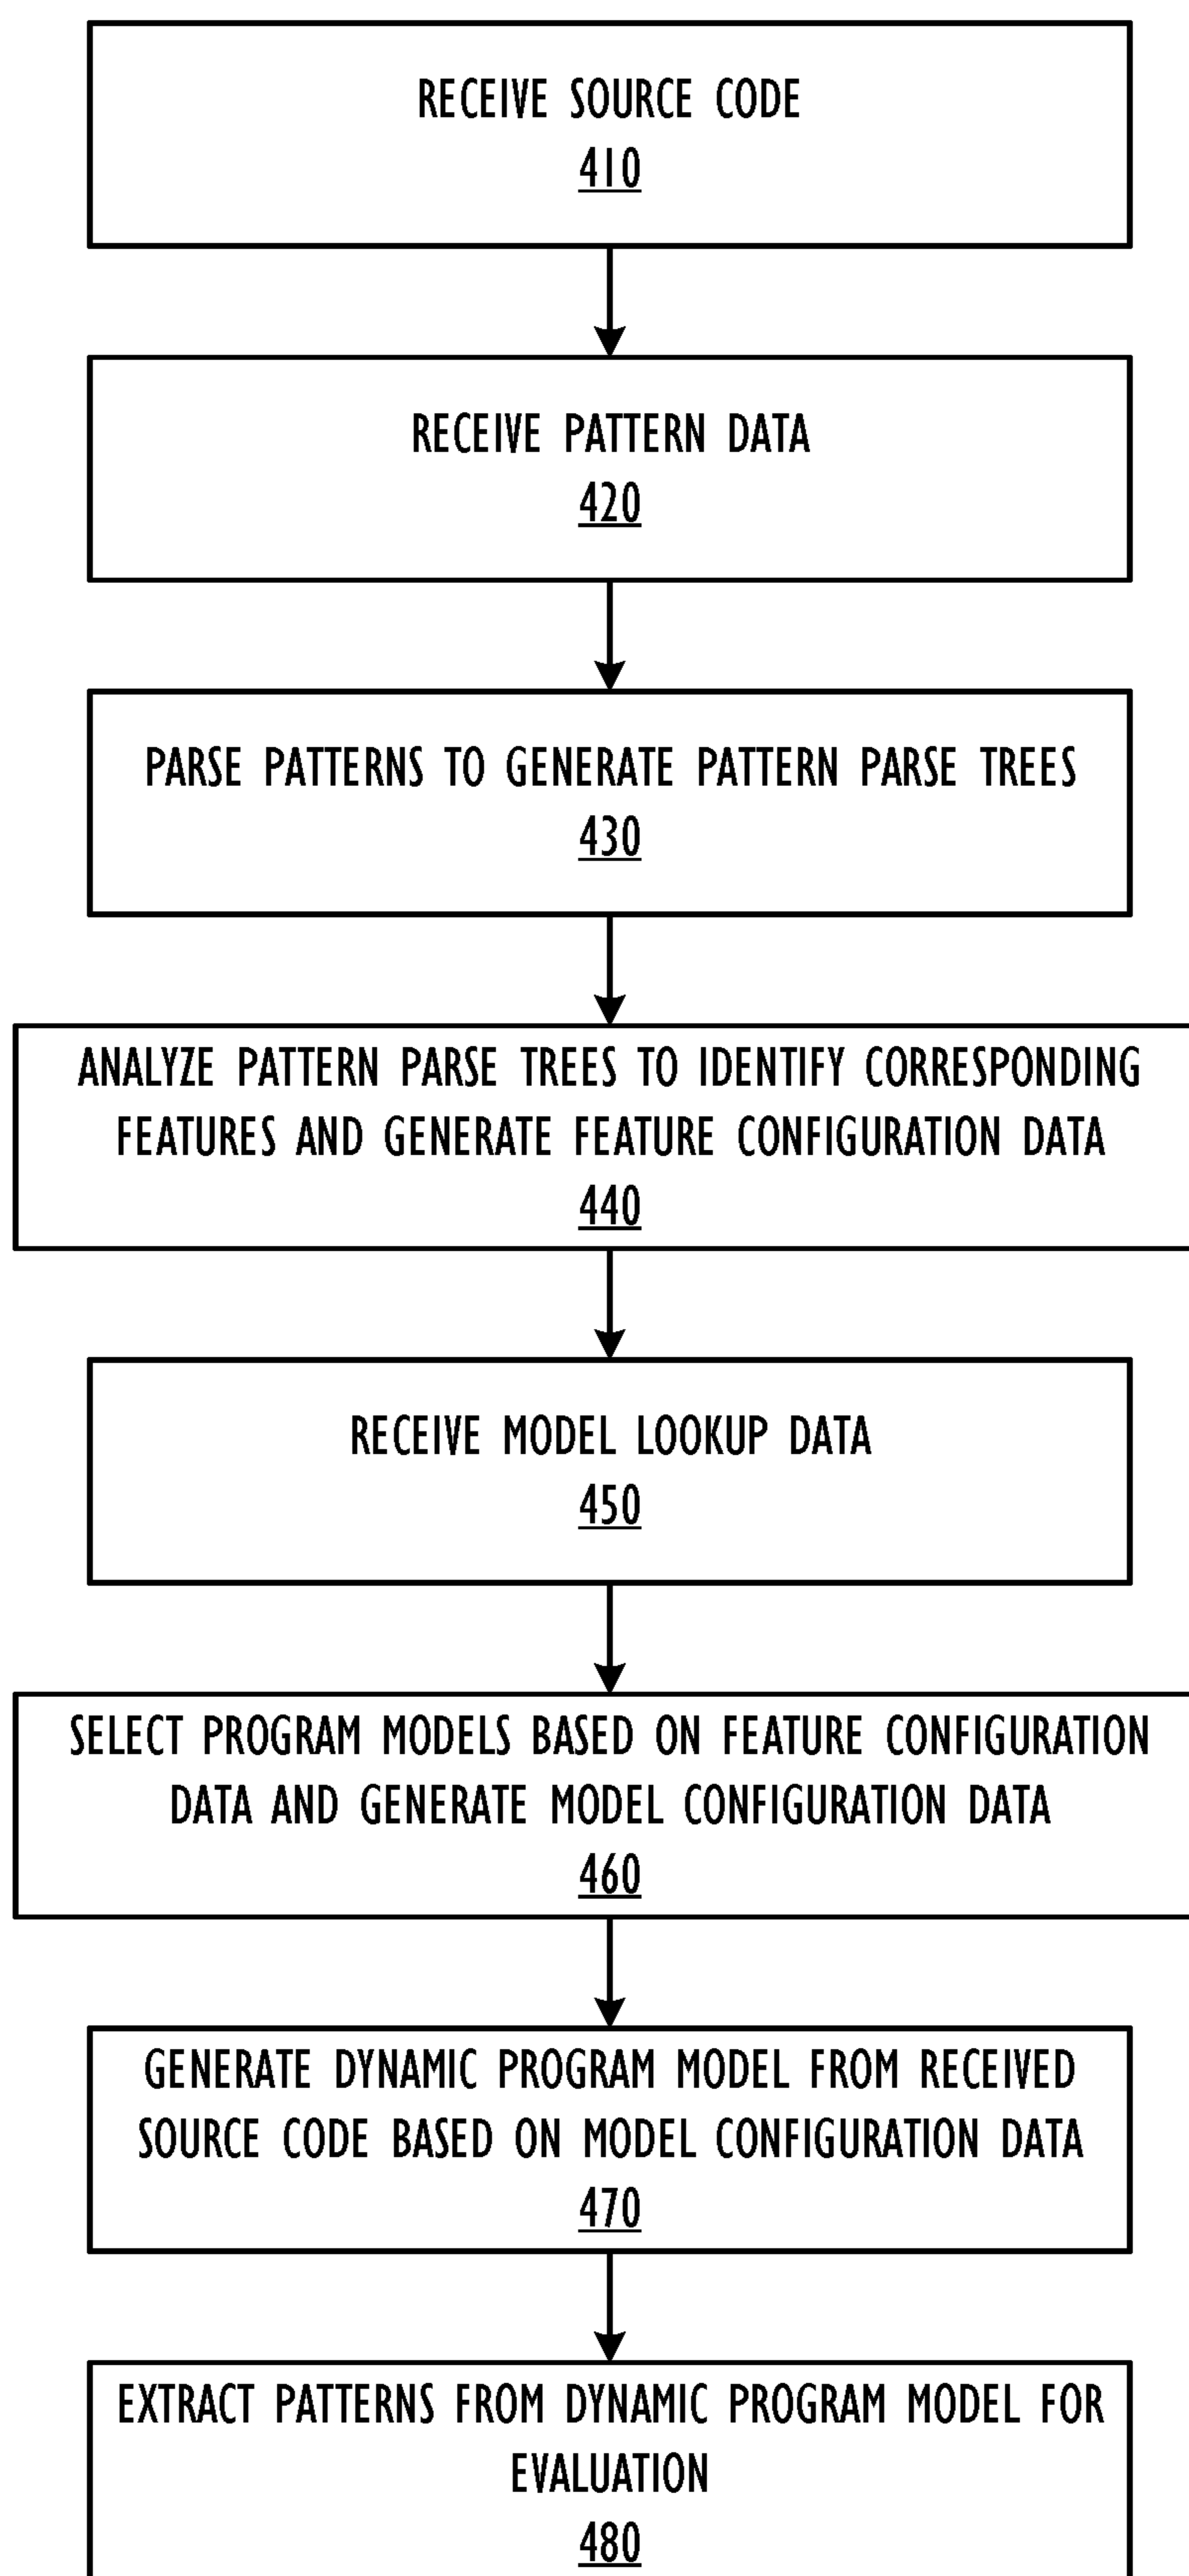 RECEIVE SOURCE CODE
410
RECEIVE PATTERN DATA
420
PARSE PATTERNS TO GENERATE PATTERN PARSE TREES
430
ANALYZE PATTERN PARSE TREES TO IDENTIFY CORRESPONDING
FEATURES AND GENERATE FEATURE CONFIGURATION DATA
440
RECEIVE MODEL LOOKUP DATA
450
SELECT PROGRAM MODELS BASED ON FEATURE CONFIGURATION
DATA AND GENERATE MODEL CONFIGURATION DATA
460
GENERATE DYNAMIC PROGRAM MODEL FROM RECEIVED
SOURCE CODE BASED ON MODEL CONFIGURATION DATA
470
EXTRACT PATTERNS FROM DYNAMIC PROGRAM MODEL FOR
EVALUATION
480